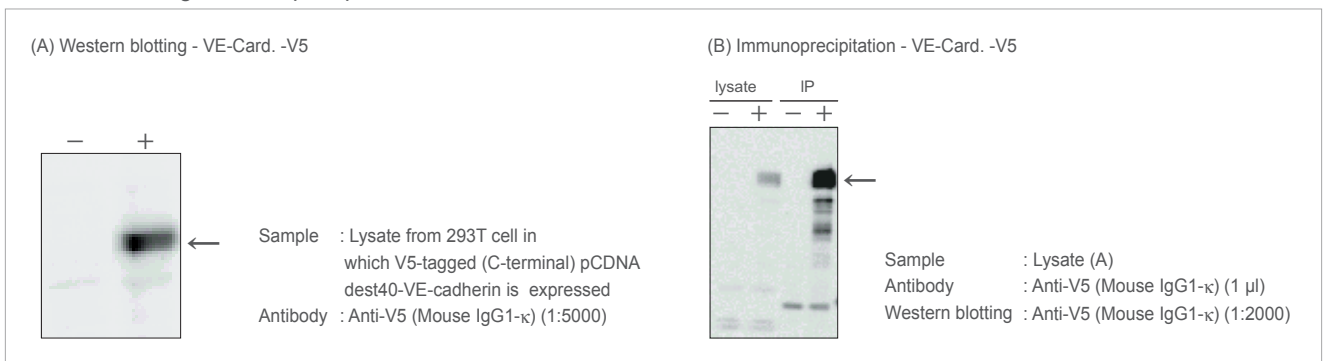 (A) Western blotting - VE-Card. -V5
− +
←
Sample : Lysate from 293T cell in
which V5-tagged (C-terminal) pCDNA
dest40-VE-cadherin is expressed
Antibody : Anti-V5 (Mouse IgG1-κ) (1:5000)
(B) Immunoprecipitation - VE-Card. -V5
lysate IP
− + − +
←
Sample : Lysate (A)
Antibody : Anti-V5 (Mouse IgG1-κ) (1 µl)
Western blotting : Anti-V5 (Mouse IgG1-κ) (1:2000)